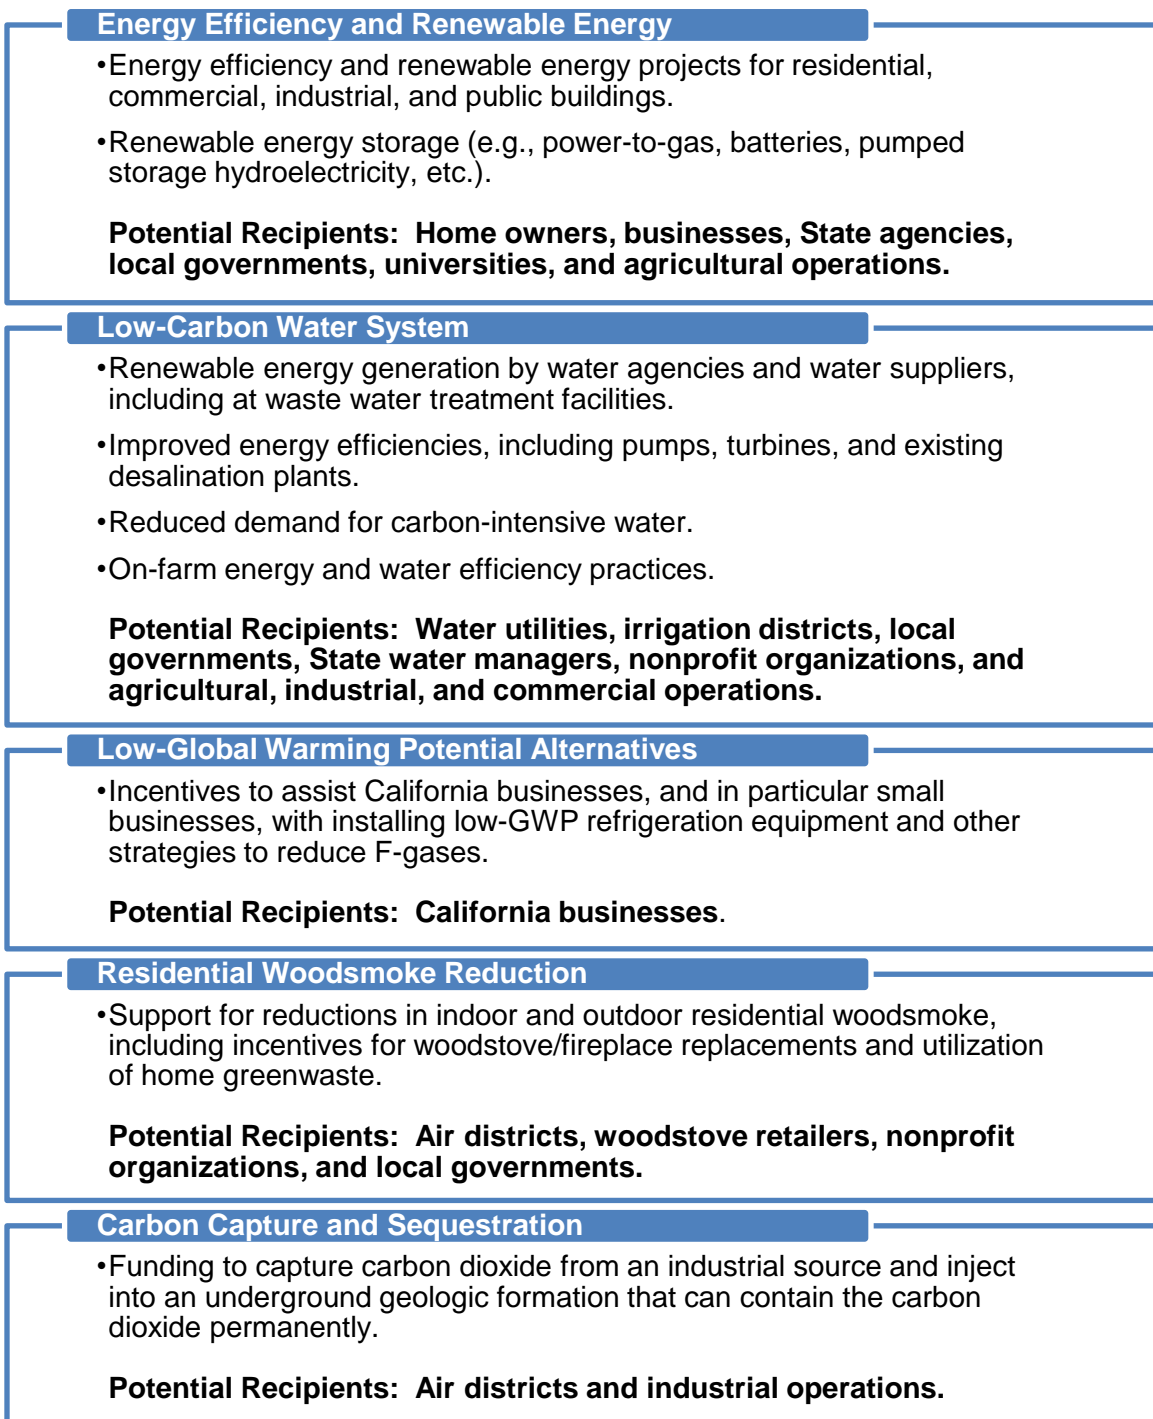 Energy Efficiency and Renewable Energy
•Energy efficiency and renewable energy projects for residential,
commercial, industrial, and public buildings.
•Renewable energy storage (e.g., power-to-gas, batteries, pumped
storage hydroelectricity, etc.).
Potential Recipients:  Home owners, businesses, State agencies,
local governments, universities, and agricultural operations.
Low-Carbon Water System
•Renewable energy generation by water agencies and water suppliers,
including at waste water treatment facilities.
•Improved energy efficiencies, including pumps, turbines, and existing
desalination plants.
•Reduced demand for carbon-intensive water.
•On-farm energy and water efficiency practices.
Potential Recipients:  Water utilities, irrigation districts, local
governments, State water managers, nonprofit organizations, and
agricultural, industrial, and commercial operations.
Low-Global Warming Potential Alternatives
•Incentives to assist California businesses, and in particular small
businesses, with installing low-GWP refrigeration equipment and other
strategies to reduce F-gases.
Potential Recipients:  California businesses.
Residential Woodsmoke Reduction
•Support for reductions in indoor and outdoor residential woodsmoke,
including incentives for woodstove/fireplace replacements and utilization
of home greenwaste.
Potential Recipients:  Air districts, woodstove retailers, nonprofit
organizations, and local governments.
Carbon Capture and Sequestration
•Funding to capture carbon dioxide from an industrial source and inject
into an underground geologic formation that can contain the carbon
dioxide permanently.
Potential Recipients:  Air districts and industrial operations.